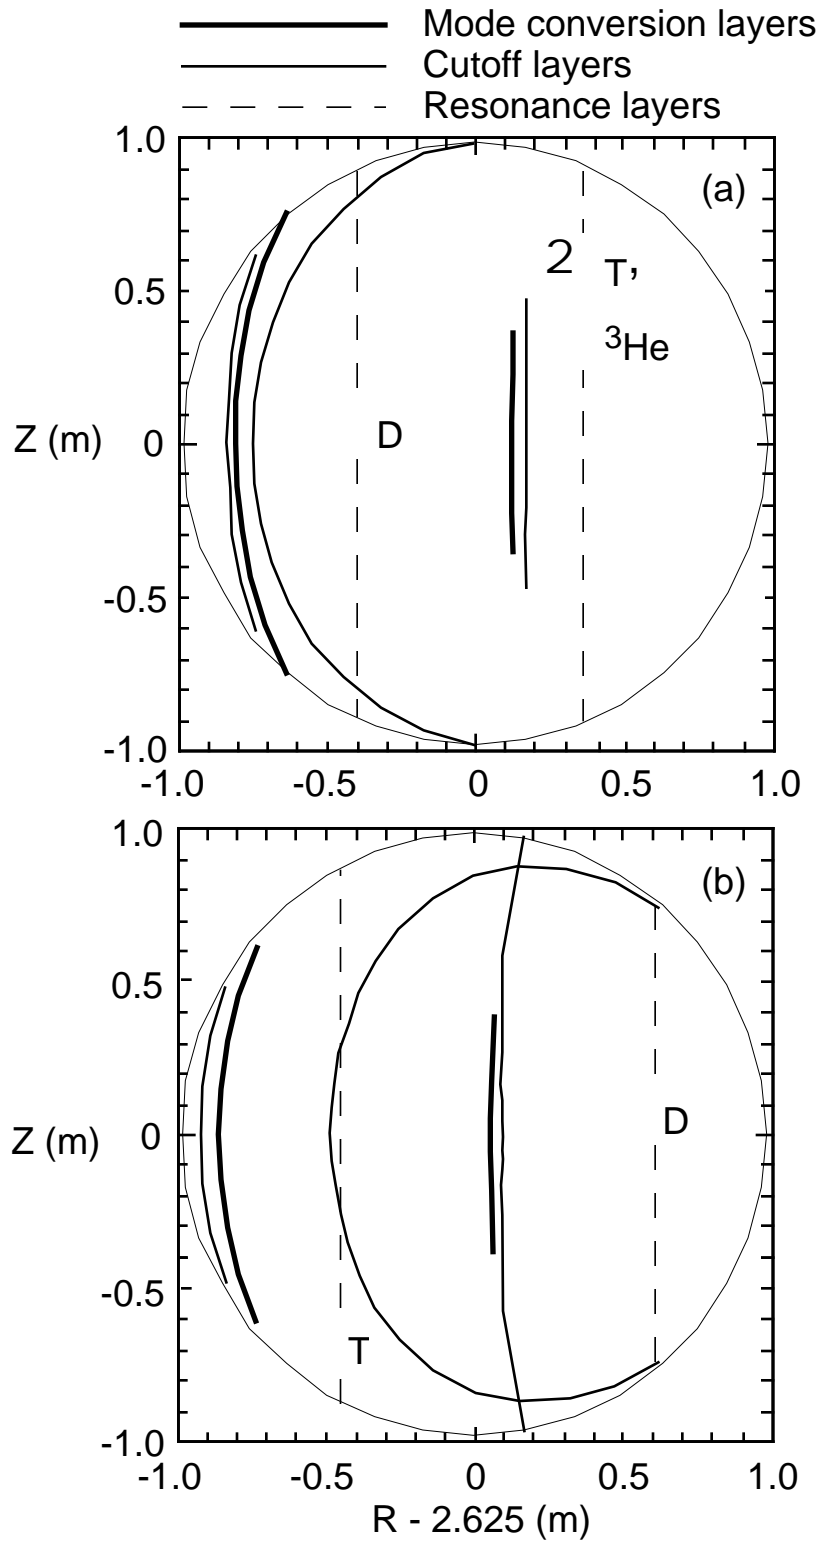 Mode conversion layers
Cutoff layers
Resonance layers
1.0
(a)
2 T,
0.5
³He
Z (m)
0
D
-0.5
-1.0
-1.0 -0.5 0 0.5 1.0
1.0
(b)
0.5
Z (m)
0
D
-0.5
T
-1.0
-1.0 -0.5 0 0.5 1.0
R - 2.625 (m)